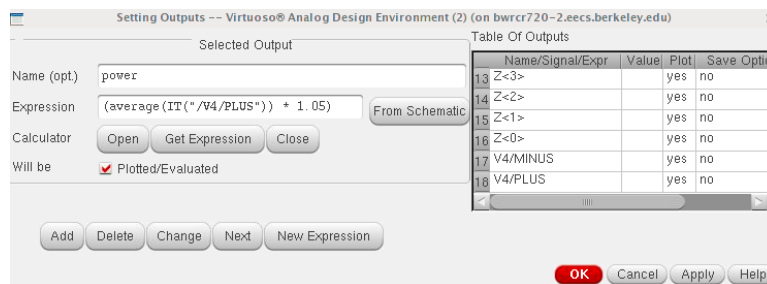 Setting Outputs -- Virtuoso® Analog Design Environment (2) (on bwrcr720-2.eecs.berkeley.edu)
Selected Output
Name (opt.) power
Expression (average(IT("/V4/PLUS")) * 1.05) From Schematic
Calculator Open Get Expression Close
Will be Plotted/Evaluated
Add Delete Change Next New Expression
Table Of Outputs
Name/Signal/Expr Value Plot Save Optic
13 Z<3> yes no
14 Z<2> yes no
15 Z<1> yes no
16 Z<0> yes no
17 V4/MINUS yes no
18 V4/PLUS yes no
OK Cancel Apply Help